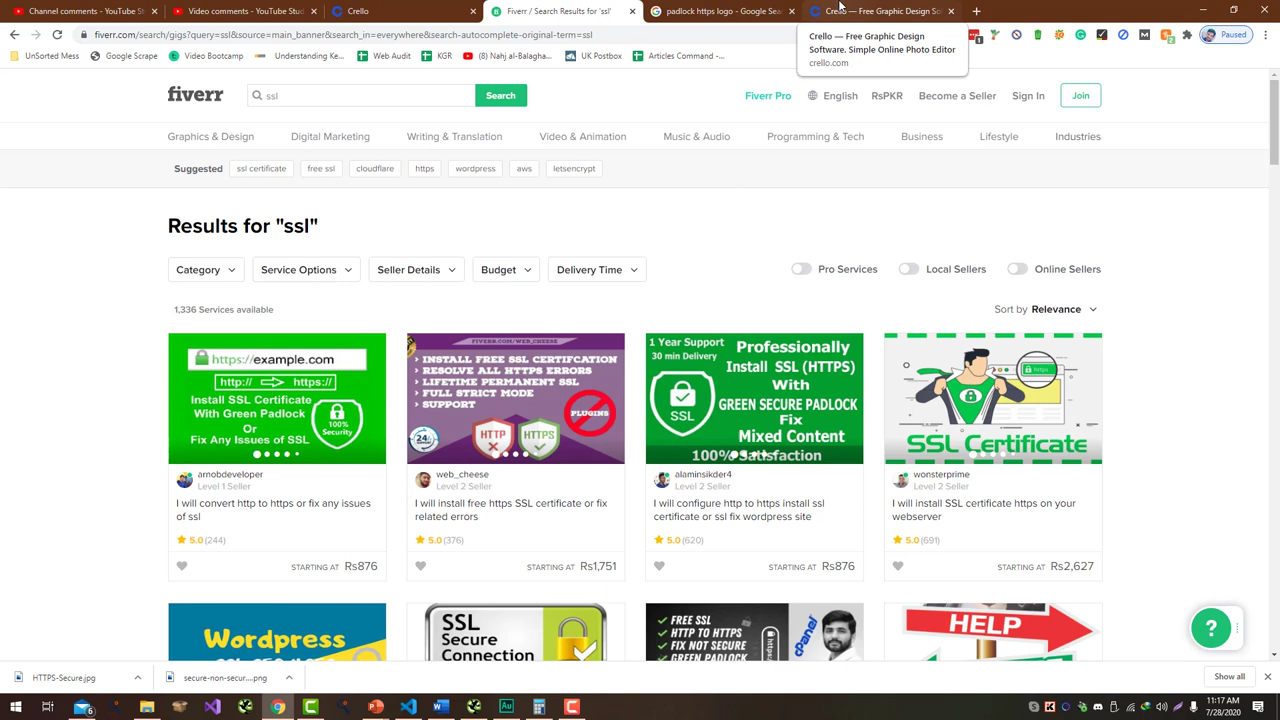 Channel comments - YouTube Stu
Video comments - YouTube Studi
Crello
Fiverr / Search Results for 'ssl'
padlock https logo - Google Sea
Crello — Free Graphic Design So
fiverr.com/search/gigs?query=ssl&source=main_banner&search_in=everywhere&search-autocomplete-original-term=ssl
Paused
Crello — Free Graphic Design
Software. Simple Online Photo Editor
crello.com
UnSorted Mess
Google Scrape
Video Bootcamp
Understanding Ke...
Web Audit
KGR
(8) Nahj al-Balagha...
UK Postbox
Articles Comman-...
fiverr
ssl
Search
Fiverr Pro
English
RsPKR
Become a Seller
Sign In
Join
Graphics & Design
Digital Marketing
Writing & Translation
Video & Animation
Music & Audio
Programming & Tech
Business
Lifestyle
Industries
Suggested
ssl certificate
free ssl
cloudflare
https
wordpress
aws
letsencrypt
Results for "ssl"
Category
Service Options
Seller Details
Budget
Delivery Time
Pro Services
Local Sellers
Online Sellers
1,336 Services available
Sort by Relevance
https://example.com
http:// https://
Install SSL Certificate
With Green Padlock
Or
Fix Any Issues of SSL
100%
Security
arnobdeveloper
Level 1 Seller
I will convert http to https or fix any issues
of ssl
5.0 (244)
STARTING AT Rs876
FIVERR.COM/WEB_CHEESE
INSTALL FREE SSL CERTIFCATION
RESOLVE ALL HTTPS ERRORS
LIFETIME PERMANENT SSL
FULL STRICT MODE
SUPPORT
PLUGINS
24
HTTP
HTTPS
web_cheese
Level 2 Seller
I will install free https SSL certificate or fix
related errors
5.0 (376)
STARTING AT Rs1,751
1 Year Support
30 min Delivery
SSL
Professionally
Install SSL (HTTPS)
With
GREEN SECURE PADLOCK
Fix
Mixed Content
100% Satisfaction
alaminsikder4
Level 2 Seller
I will configure http to https install ssl
certificate or ssl fix wordpress site
5.0 (620)
STARTING AT Rs876
https
SSL Certificate
wonsterprime
Level 2 Seller
I will install SSL certificate https on your
webserver
5.0 (691)
STARTING AT Rs2,627
Wordpress
SSL
Secure
Connection
FREE SSL
HTTP TO HTTPS
FIX NOT SECURE
GREEN PADLOCK
https
cPanel
HELP
?
HTTPS-Secure.jpg
secure-non-secur....png
Show all
11:17 AM
7/28/2020